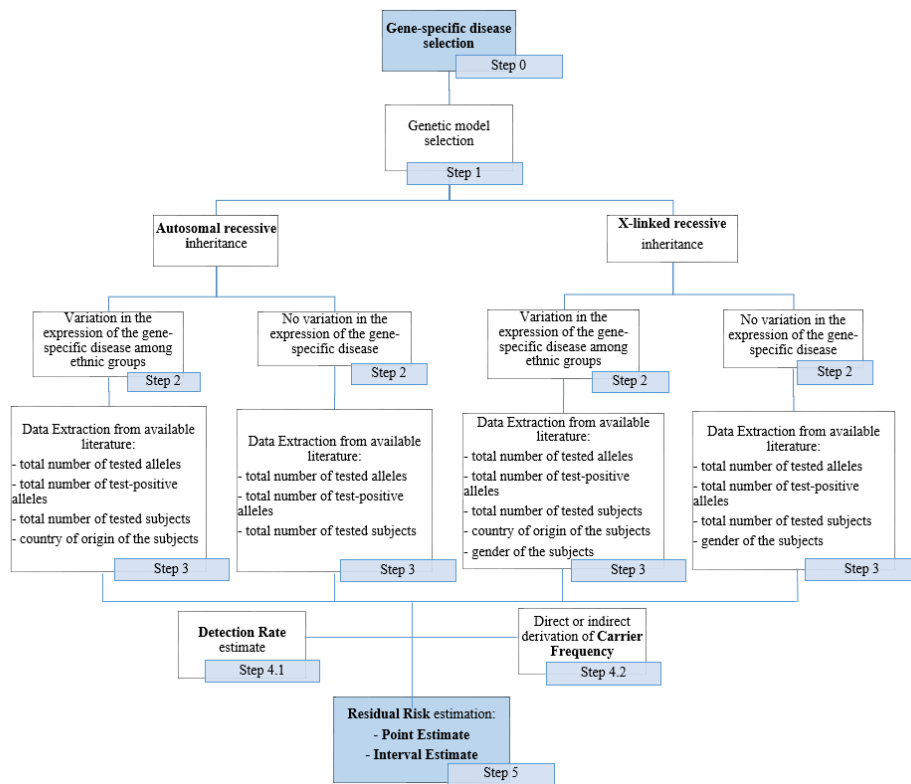 Gene-specific disease
selection
Step 0
Genetic model
selection
Step 1
Autosomal recessive
inheritance
X-linked recessive
inheritance
Variation in the
expression of the gene-
specific disease among
ethnic groups
Step 2
No variation in the
expression of the gene-
specific disease
Step 2
Variation in the
expression of the gene-
specific disease among
ethnic groups
Step 2
No variation in the
expression of the gene-
specific disease
Step 2
Data Extraction from available
literature:
- total number of tested alleles
- total number of test-positive
alleles
- total number of tested subjects
- country of origin of the subjects
Step 3
Data Extraction from available
literature:
- total number of tested alleles
- total number of test-positive
alleles
- total number of tested subjects
Step 3
Data Extraction from available
literature:
- total number of tested alleles
- total number of test-positive
alleles
- total number of tested subjects
- country of origin of the subjects
- gender of the subjects
Step 3
Data Extraction from available
literature:
- total number of tested alleles
- total number of test-positive
alleles
- total number of tested subjects
- gender of the subjects
Step 3
Detection Rate
estimate
Step 4.1
Direct or indirect
derivation of Carrier
Frequency
Step 4.2
Residual Risk estimation:
- Point Estimate
- Interval Estimate
Step 5